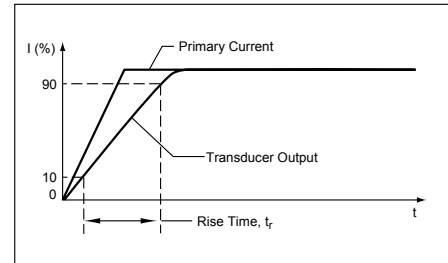 I (%)
Primary Current
90
Transducer Output
10
0
t
Rise Time, tr